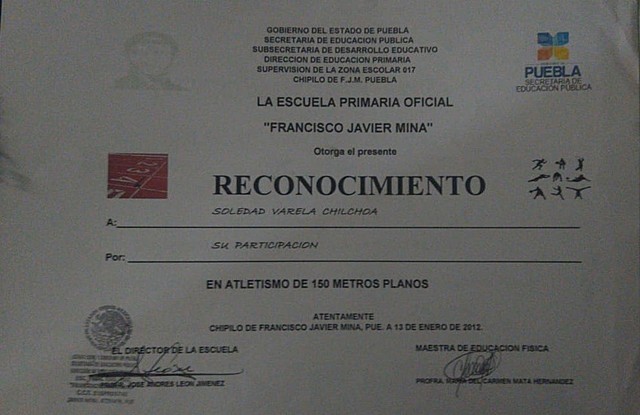 GOBIERNO DEL ESTADO DE PUEBLA
SECRETARIA DE EDUCACION PUBLICA
SUBSECRETARIA DE DESARROLLO EDUCATIVO
DIRECCION DE EDUCACION PRIMARIA
SUPERVISION DE LA ZONA ESCOLAR 017
CHIPILO DE F.J.M. PUEBLA
PUEBLA
SECRETARÍA DE
EDUCACIÓN PÚBLICA
LA ESCUELA PRIMARIA OFICIAL
"FRANCISCO JAVIER MINA"
Otorga el presente
RECONOCIMIENTO
A: SOLEDAD VARELA CHILCHOA
Por: SU PARTICIPACION
EN ATLETISMO DE 150 METROS PLANOS
ATENTAMENTE
CHIPILO DE FRANCISCO JAVIER MINA, PUE. A 13 DE ENERO DE 2012.
EL DIRECTOR DE LA ESCUELA
JOSE ANDRES LEON JIMENEZ
MAESTRA DE EDUCACION FISICA
PROFRA. MARIA DEL CARMEN MATA HERNANDEZ